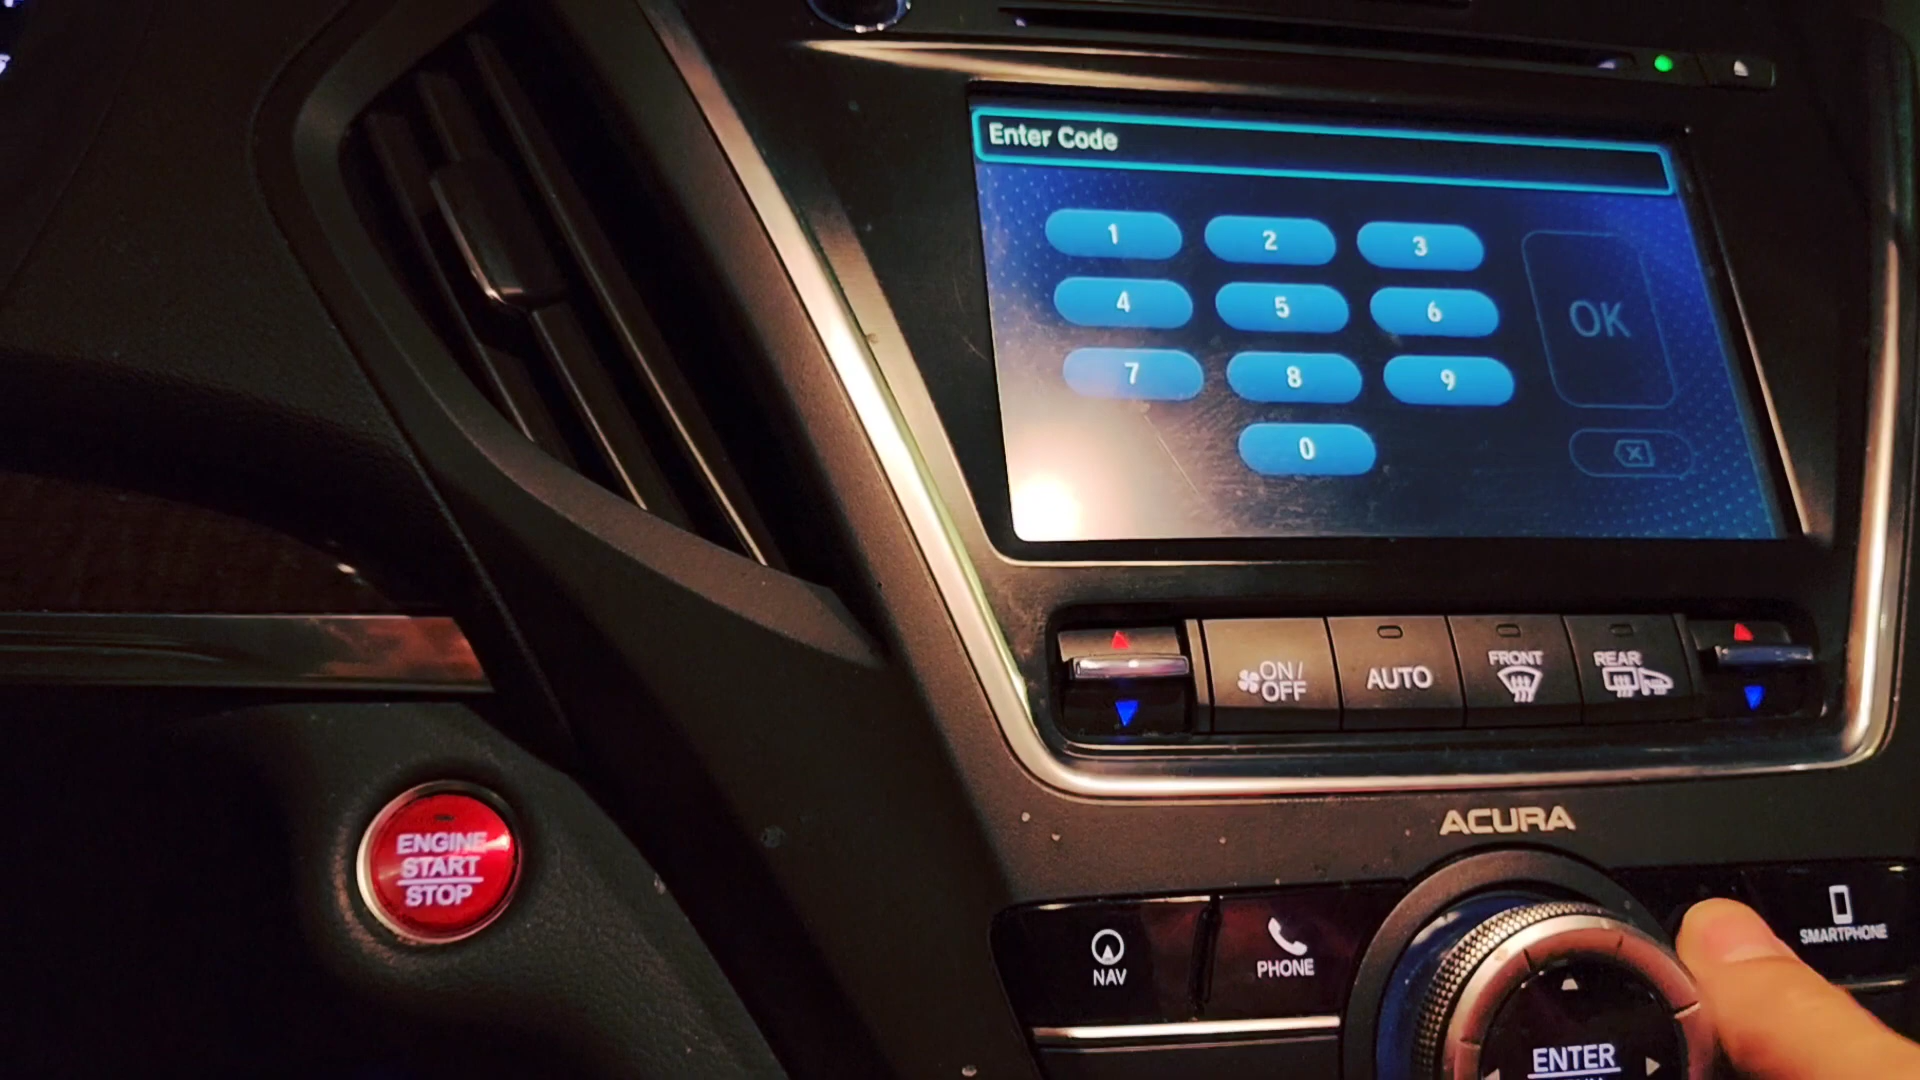 Enter Code
1 2 3
4 5 6
OK
7 8 9
0
ON/
OFF
AUTO
FRONT
REAR
ACURA
ENGINE
START
STOP
NAV
PHONE
SMARTPHONE
ENTER